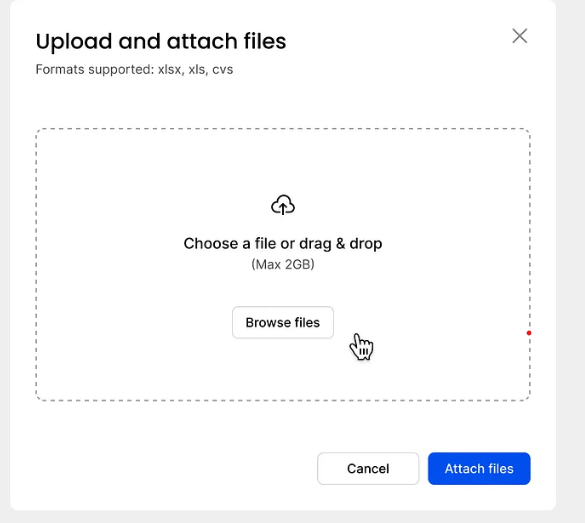 Upload and attach files
Formats supported: xlsx, xls, cvs
Choose a file or drag & drop
(Max 2GB)
Browse files
Cancel
Attach files